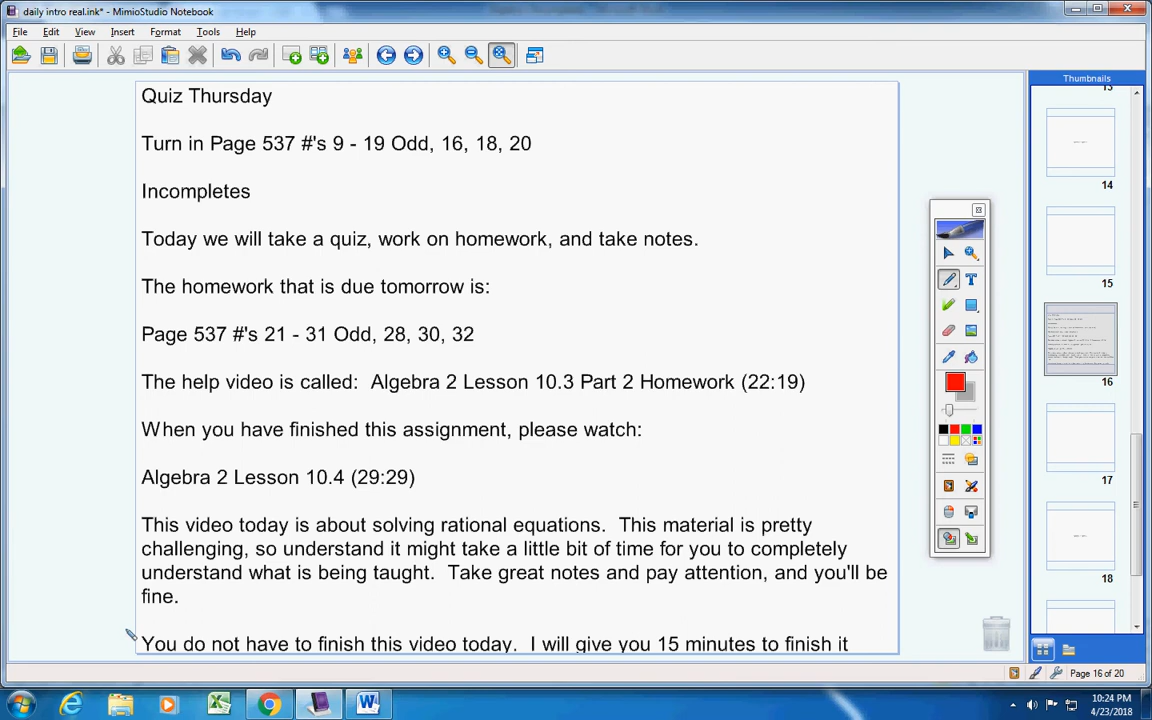 daily intro real.ink* - MimioStudio Notebook
File Edit View Insert Format Tools Help
Quiz Thursday
Turn in Page 537 #'s 9 - 19 Odd, 16, 18, 20
Incompletes
Today we will take a quiz, work on homework, and take notes.
The homework that is due tomorrow is:
Page 537 #'s 21 - 31 Odd, 28, 30, 32
The help video is called:  Algebra 2 Lesson 10.3 Part 2 Homework (22:19)
When you have finished this assignment, please watch:
Algebra 2 Lesson 10.4 (29:29)
This video today is about solving rational equations.  This material is pretty
challenging, so understand it might take a little bit of time for you to completely
understand what is being taught.  Take great notes and pay attention, and you'll be
fine.
You do not have to finish this video today.  I will give you 15 minutes to finish it
Thumbnails
13
14
15
16
17
18
Page 16 of 20
10:24 PM
4/23/2018